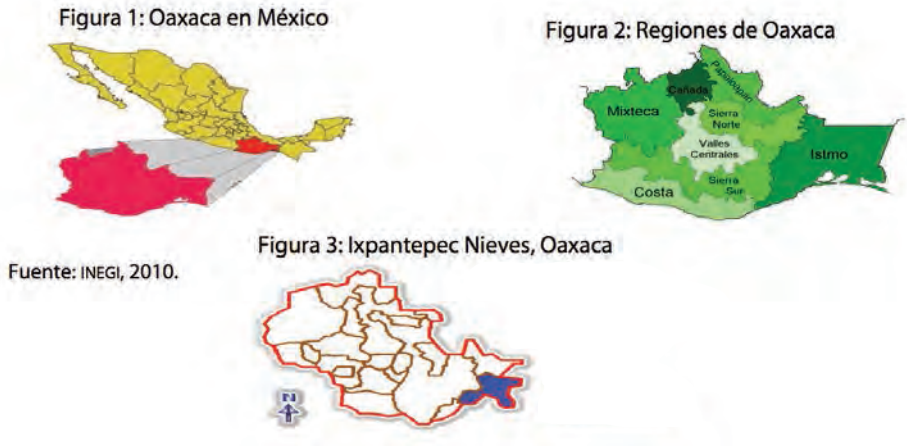 Figura 1: Oaxaca en México
Figura 2: Regiones de Oaxaca
Cañada
Papaloapan
Mixteca
Sierra
Norte
Valles
Centrales
Istmo
Costa
Sierra
Sur
Figura 3: Ixpantepec Nieves, Oaxaca
Fuente: INEGI, 2010.
N